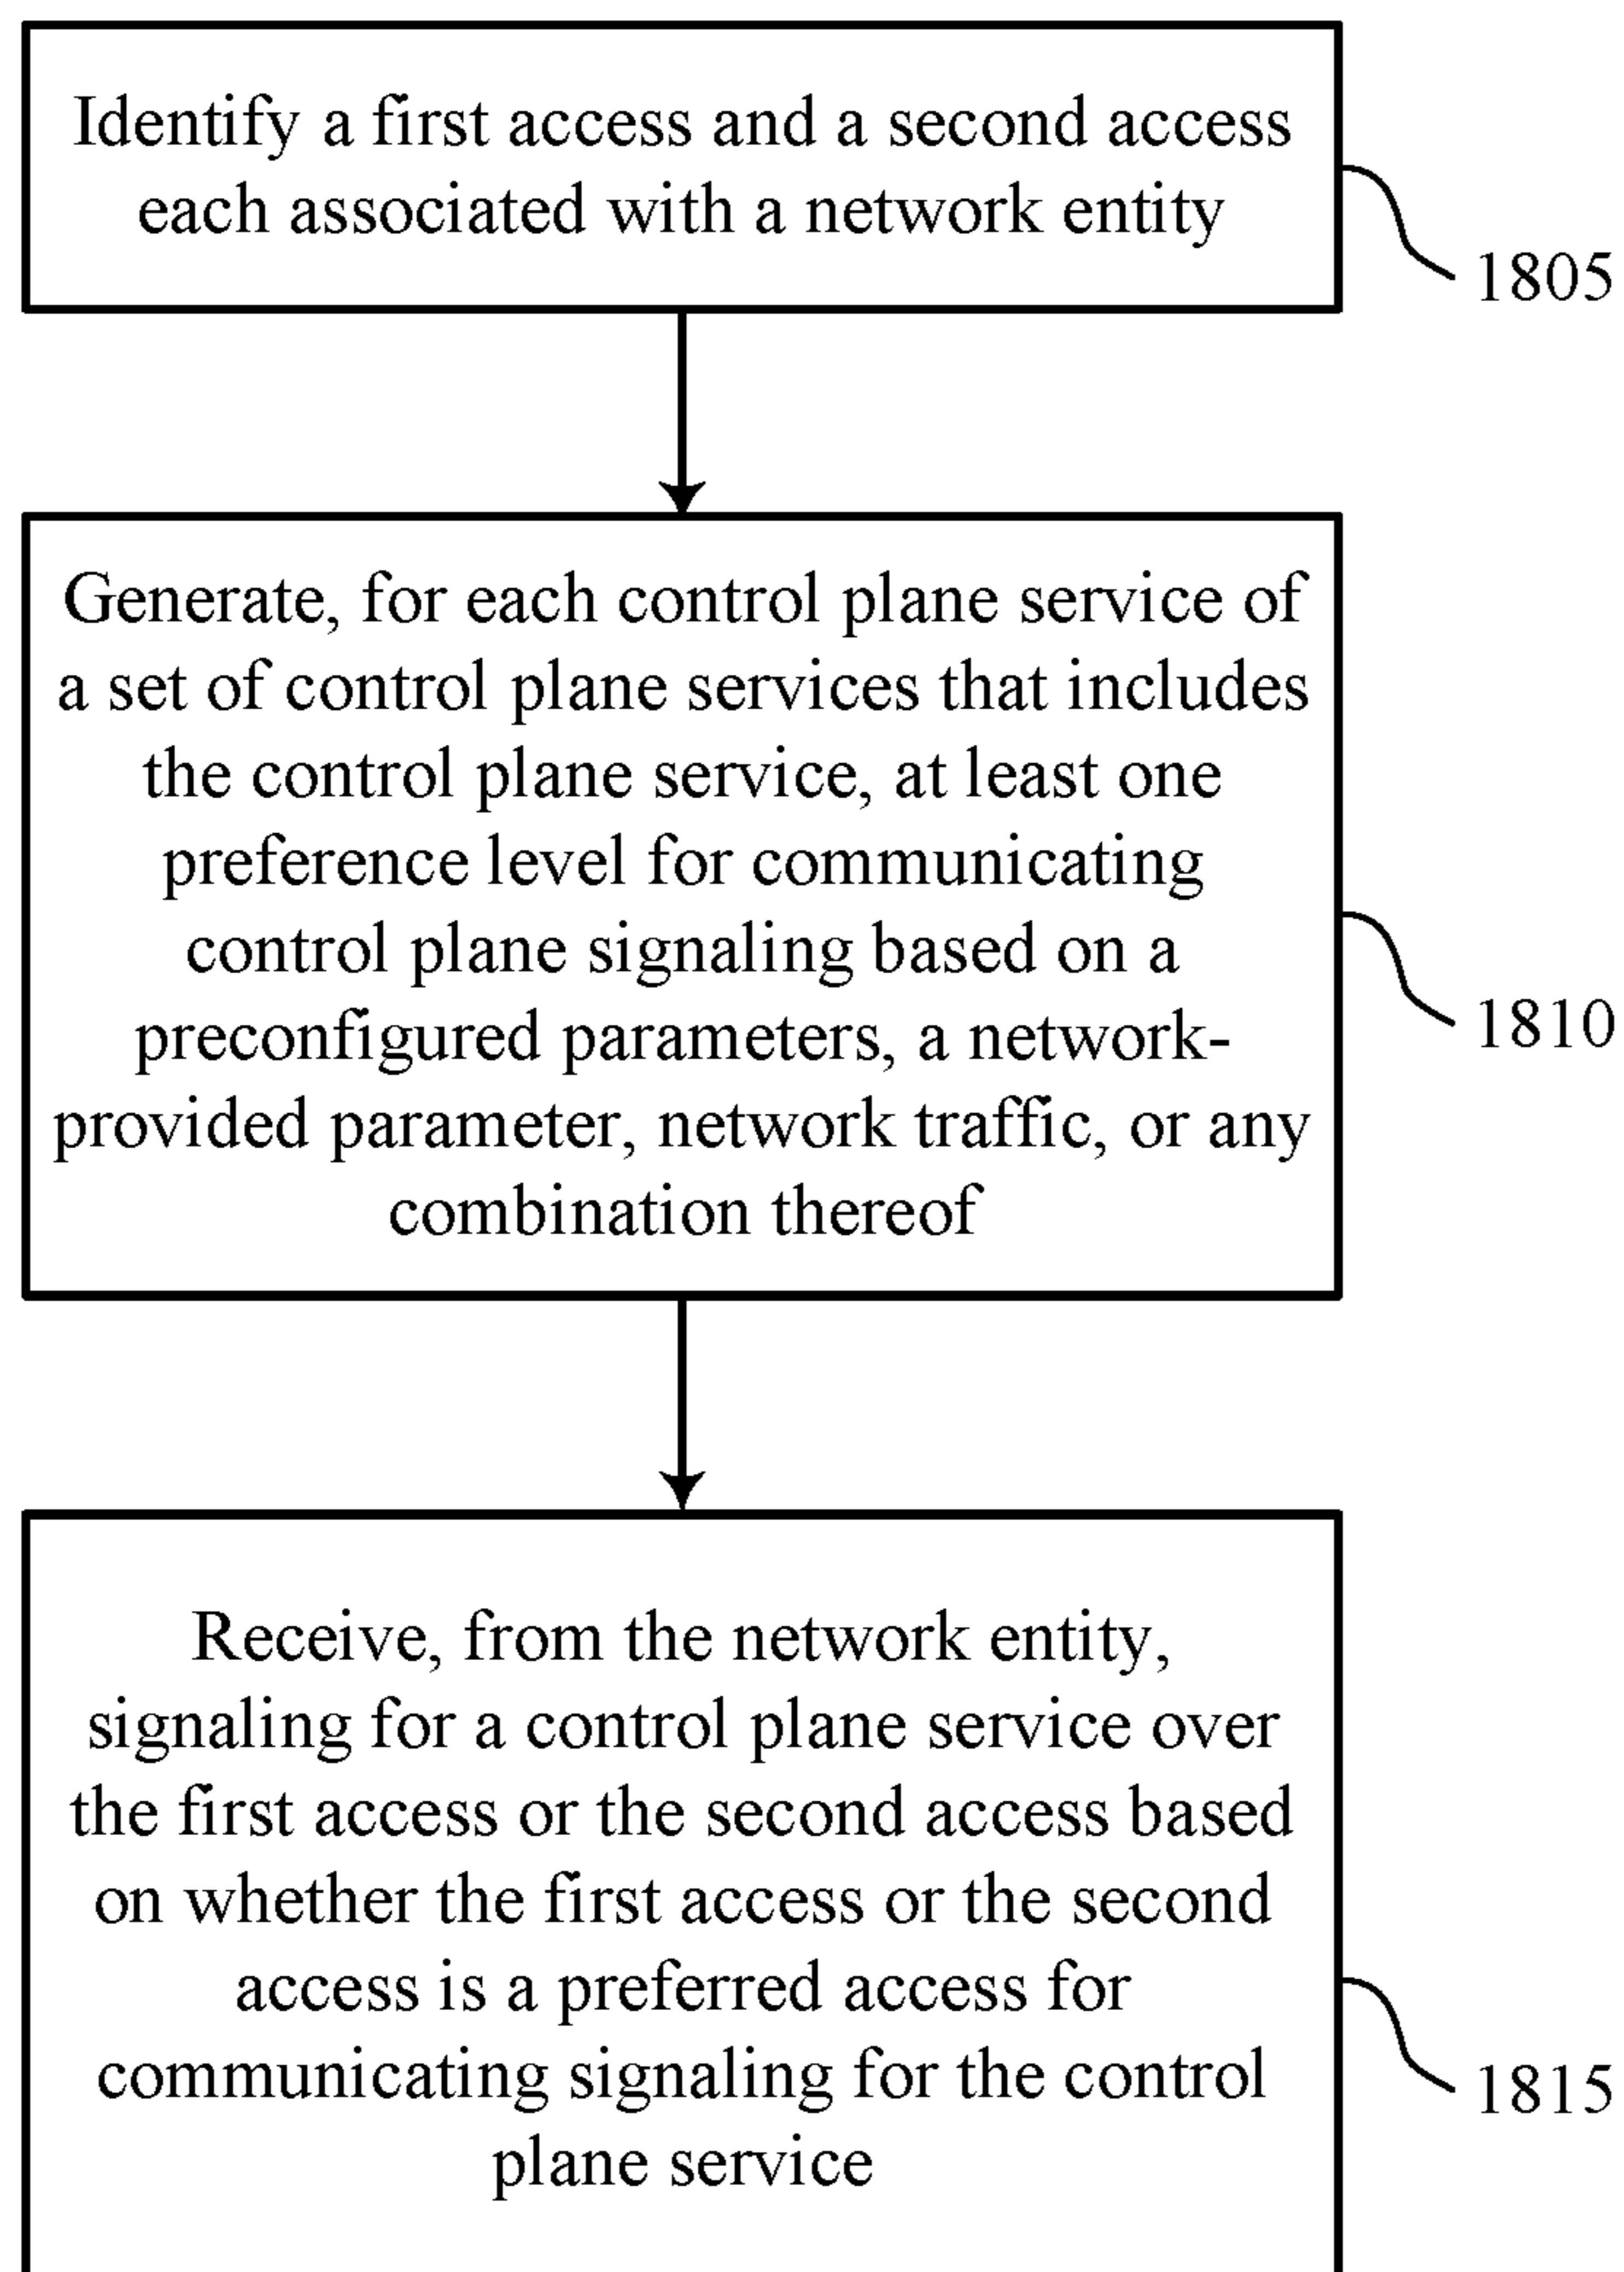 Identify a first access and a second access
each associated with a network entity
1805
Generate, for each control plane service of
a set of control plane services that includes
the control plane service, at least one
preference level for communicating
control plane signaling based on a
preconfigured parameters, a network-
provided parameter, network traffic, or any
combination thereof
1810
Receive, from the network entity,
signaling for a control plane service over
the first access or the second access based
on whether the first access or the second
access is a preferred access for
communicating signaling for the control
plane service
1815